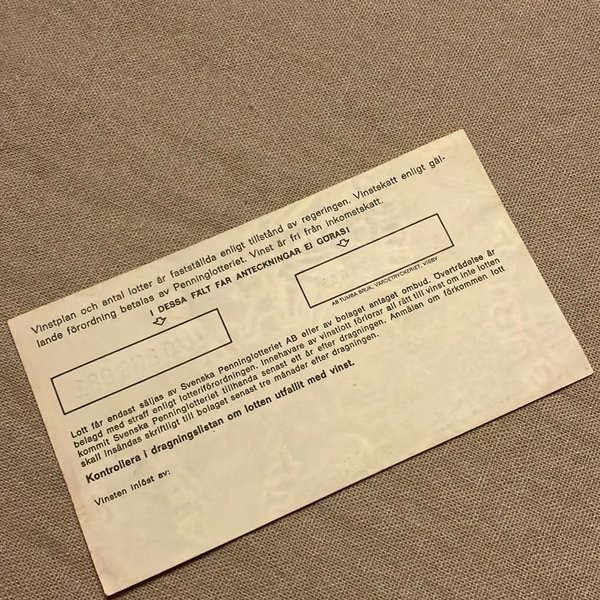 Vinstplan och antal lotter är fastställda enligt tillstånd av regeringen. Vinstskatt enligt gäl-
lande förordning betalas av Penninglotteriet. Vinst är fri från inkomstskatt.
I DESSA FÄLT FÅR ANTECKNINGAR EJ GÖRAS!
AB TUMBA BRUK, VÄRDETRYCKERIET, VISBY
Lott får endast säljas av Svenska Penninglotteriet AB eller av bolaget antaget ombud. Överträdelse är
belagd med straff enligt lotteriförordningen. Innehavare av vinstlott förlorar all rätt till vinst om inte lotten
kommit Svenska Penninglotteriet tillhanda senast ett år efter dragningen. Anmälan om förkommen lott
skall insändas skriftligt till bolaget senast tre månader efter dragningen.
Kontrollera i dragningslistan om lotten utfallit med vinst.
Vinsten inlöst av: